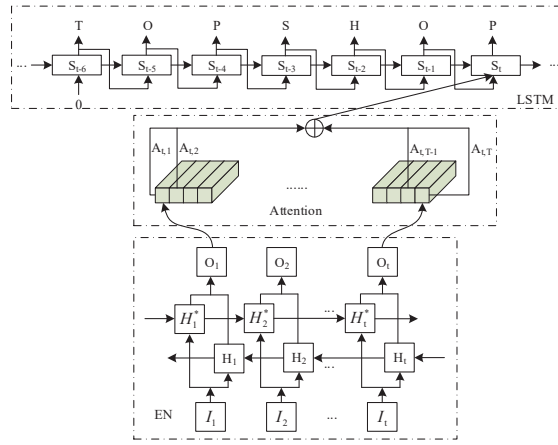 T O P S H O P
... S_{t-6} S_{t-5} S_{t-4} S_{t-3} S_{t-2} S_{t-1} S_t ...
0
LSTM
A_{t,1} A_{t,2} A_{t,T-1} A_{t,T}
......
Attention
O_1 O_2 O_t
...
H^*_1 H^*_2 H^*_t
H_1 H_2 ... H_t
...
EN I_1 I_2 ... I_t